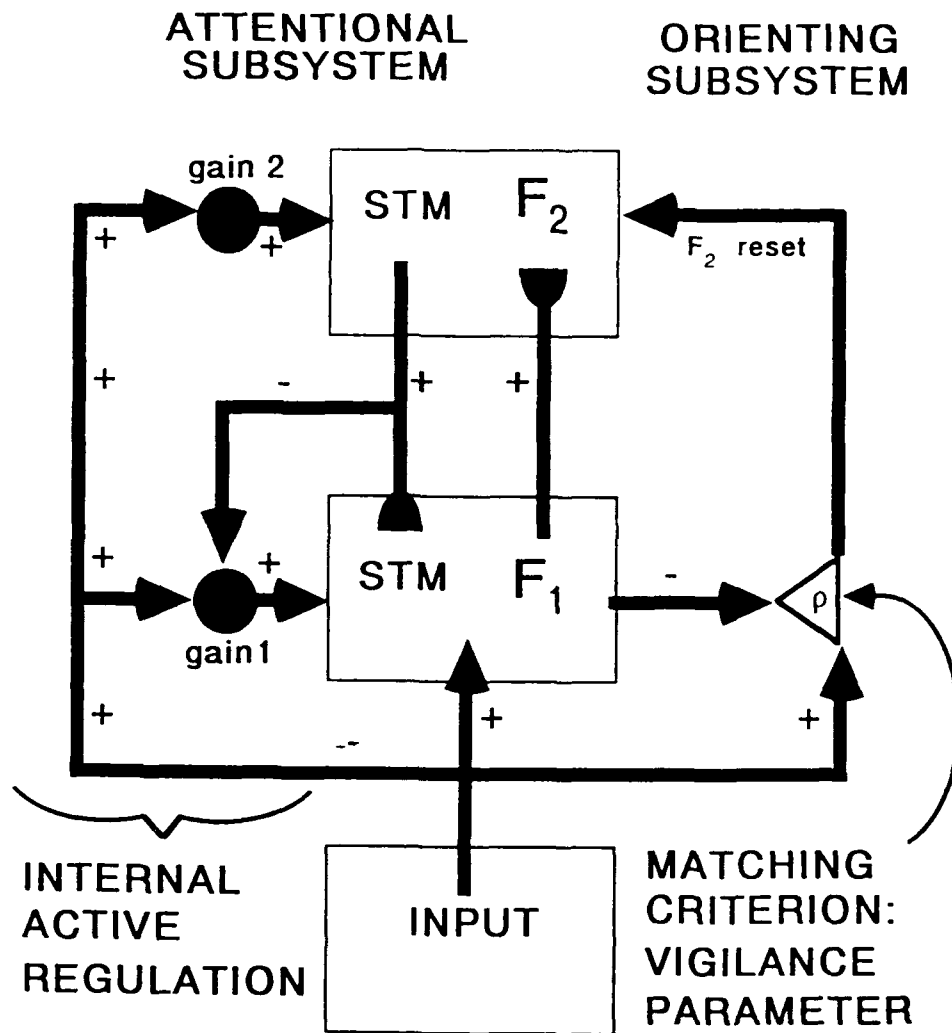 ATTENTIONAL
SUBSYSTEM
ORIENTING
SUBSYSTEM
gain 2
STM F₂
+ +
F₂ reset
+ - + +
+ +
STM F₁
-
ρ
gain1
+ + +
--
INTERNAL
ACTIVE
REGULATION
INPUT
MATCHING
CRITERION:
VIGILANCE
PARAMETER